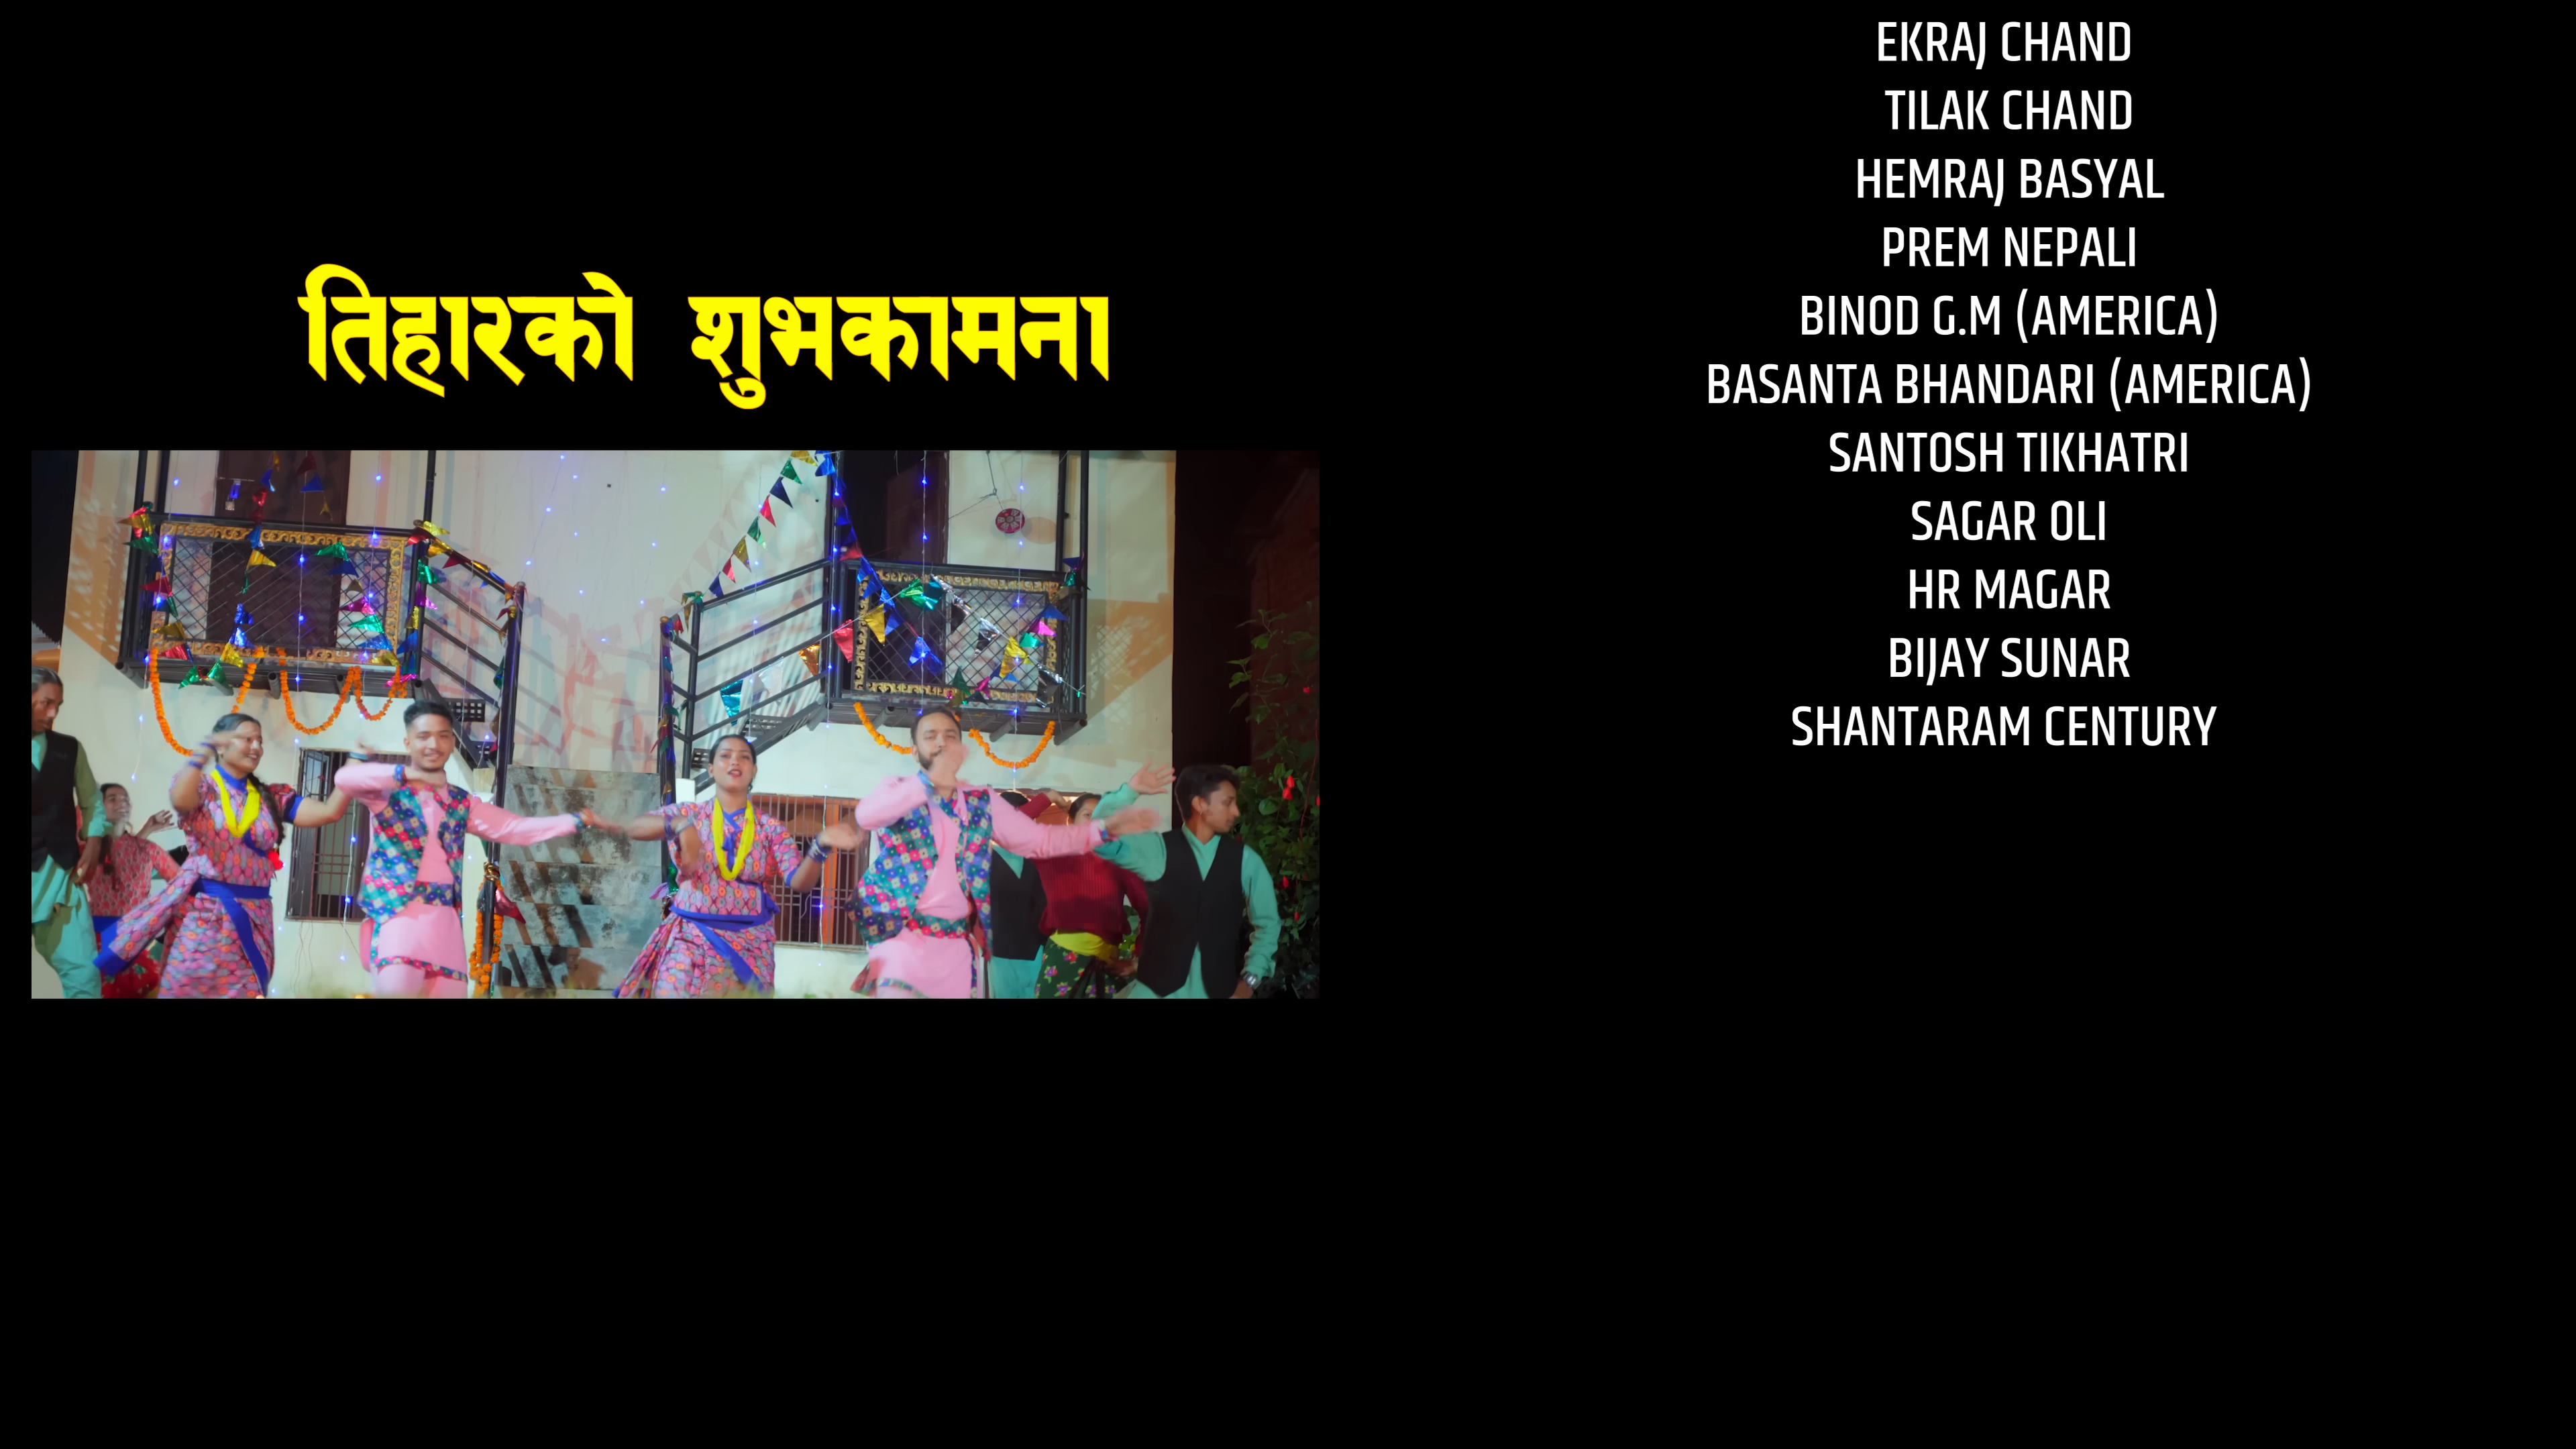 तिहारको शुभकामना
EKRAJ CHAND
TILAK CHAND
HEMRAJ BASYAL
PREM NEPALI
BINOD G.M (AMERICA)
BASANTA BHANDARI (AMERICA)
SANTOSH TIKHATRI
SAGAR OLI
HR MAGAR
BIJAY SUNAR
SHANTARAM CENTURY